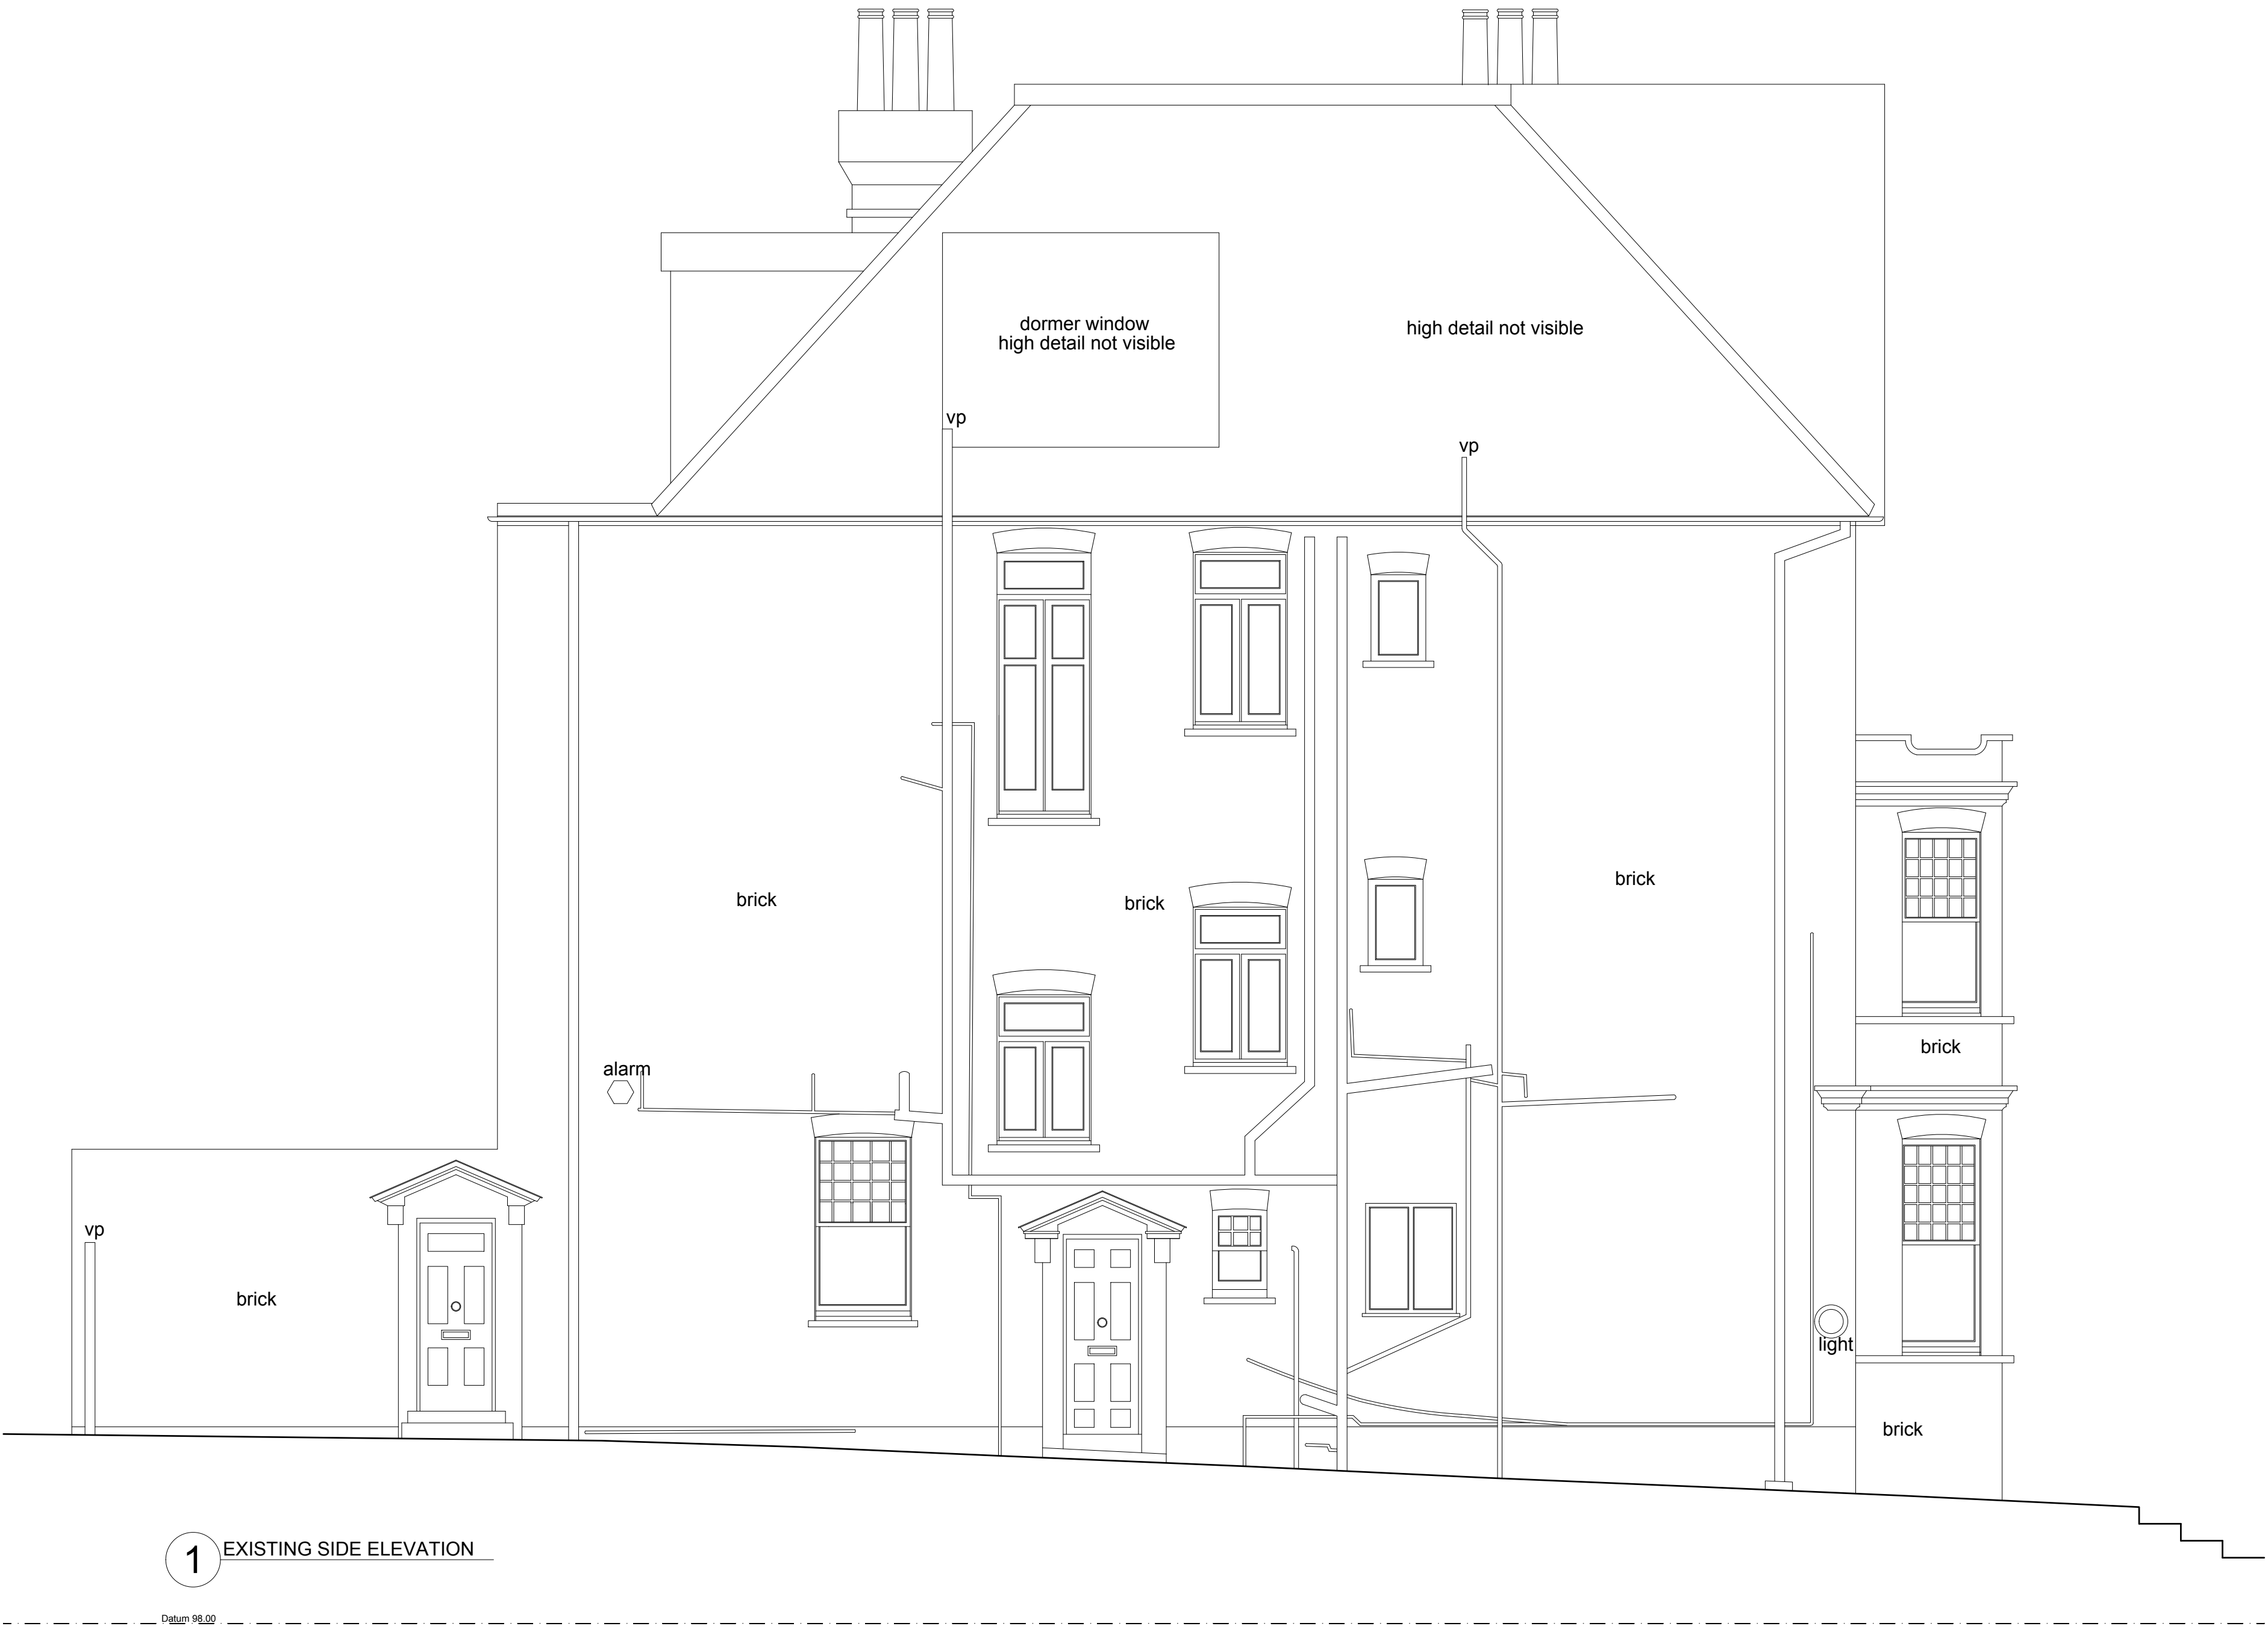 dormer window
high detail not visible
high detail not visible
vp
vp
brick
brick
brick
brick
alarm
vp
brick
light
brick
1
EXISTING SIDE ELEVATION
Datum 98.00